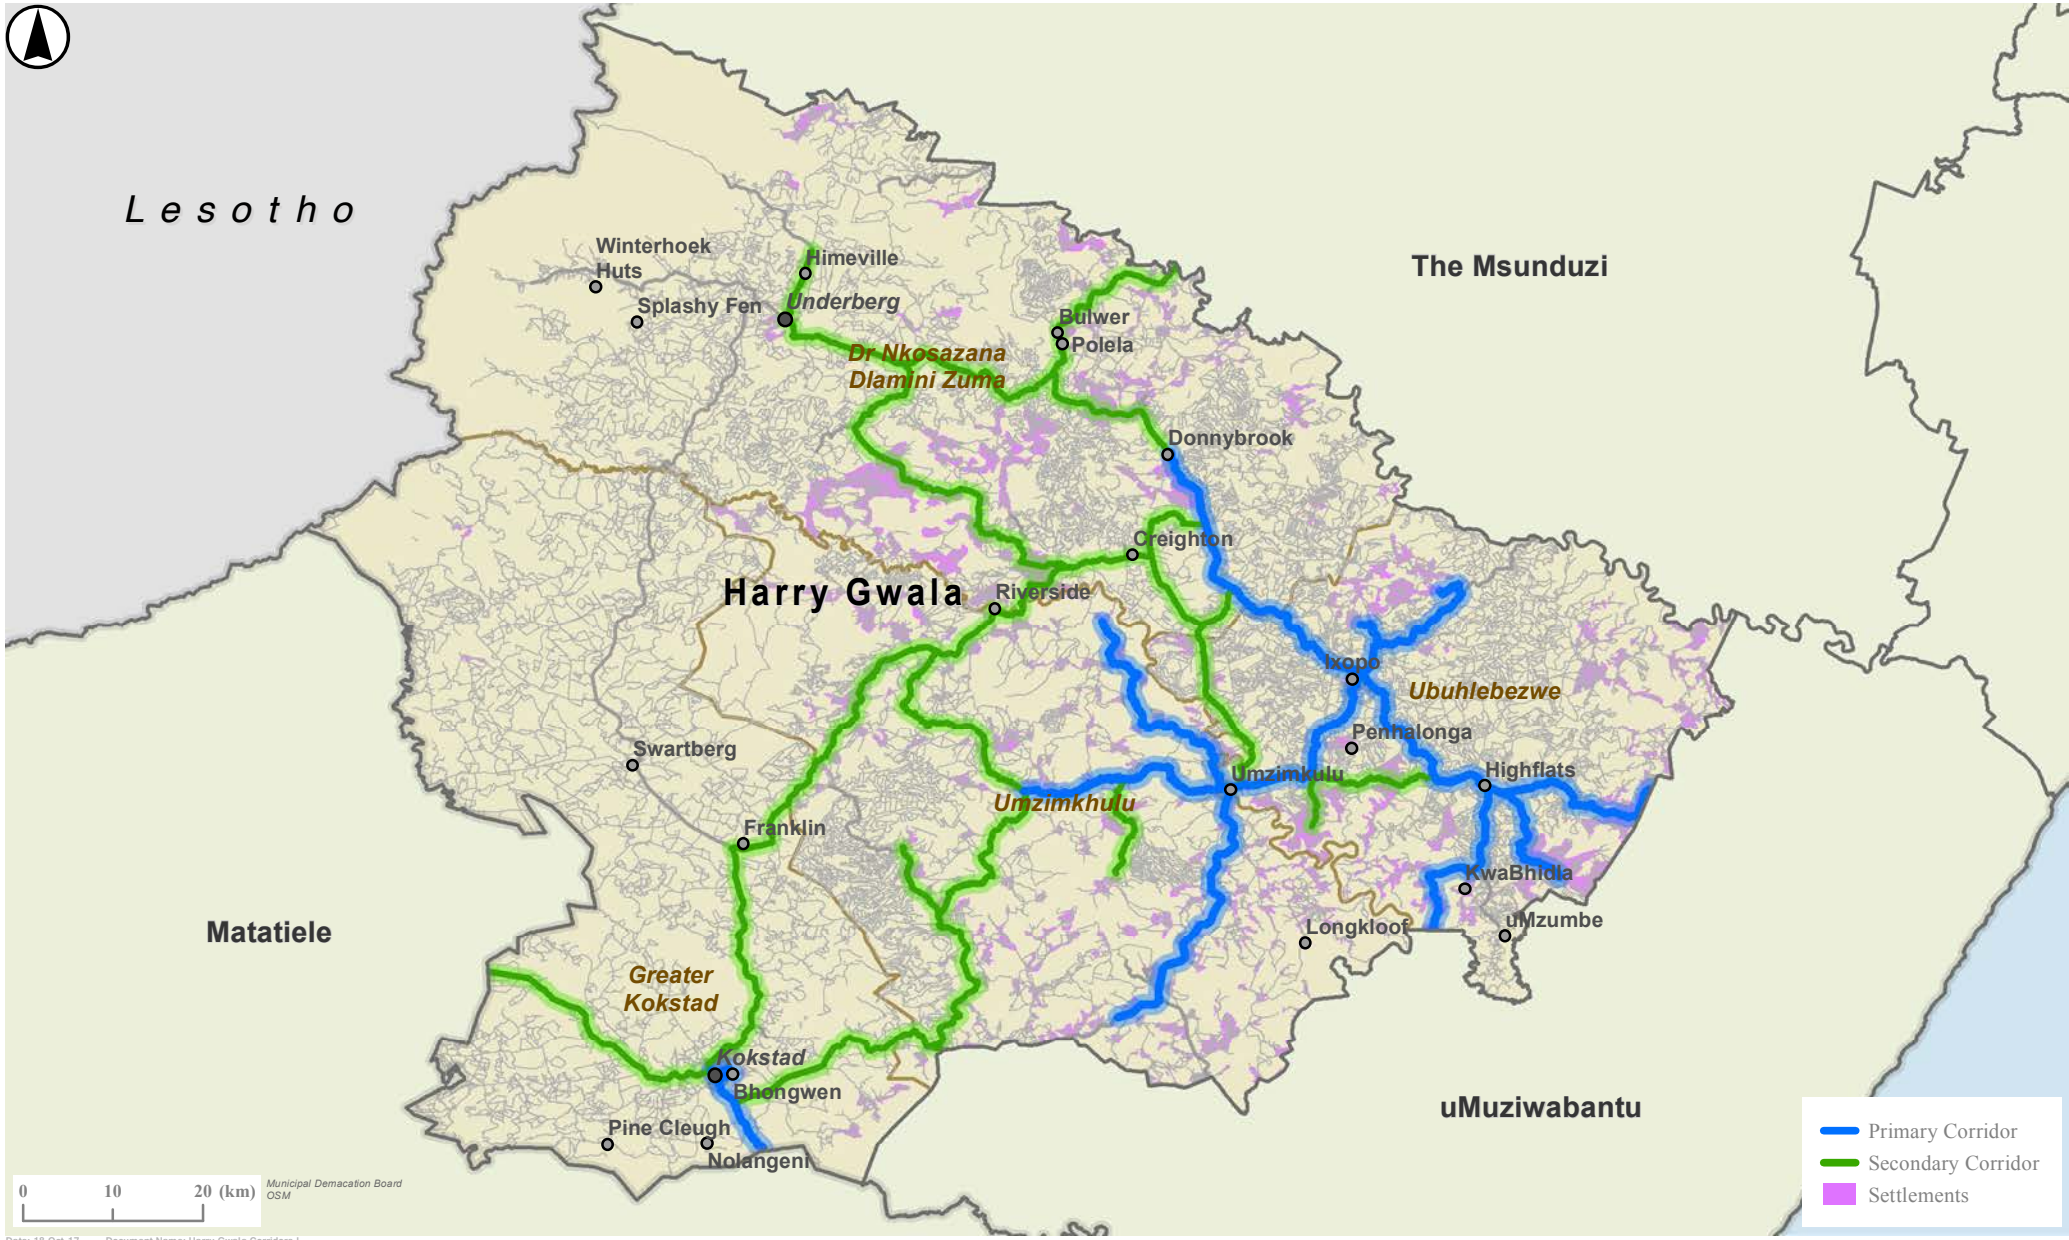 Lesotho
The Msunduzi
Winterhoek
Huts
Himeville
Splashy Fen
Underberg
Bulwer
Polela
Dr Nkosazana
Dlamini Zuma
Donnybrook
Creighton
Harry Gwala
Riverside
Ixopo
Ubuhlebezwe
Penhalonga
Swartberg
Umzimkulu
Highflats
Umzimkhulu
Franklin
KwaBhidla
Matatiele
Longkloof
uMzumbe
Greater
Kokstad
Kokstad
Bhongwen
uMuziwabantu
Pine Cleugh
Nolangeni
Primary Corridor
Secondary Corridor
Settlements
0 10 20 (km)
Municipal Demacation Board
OSM